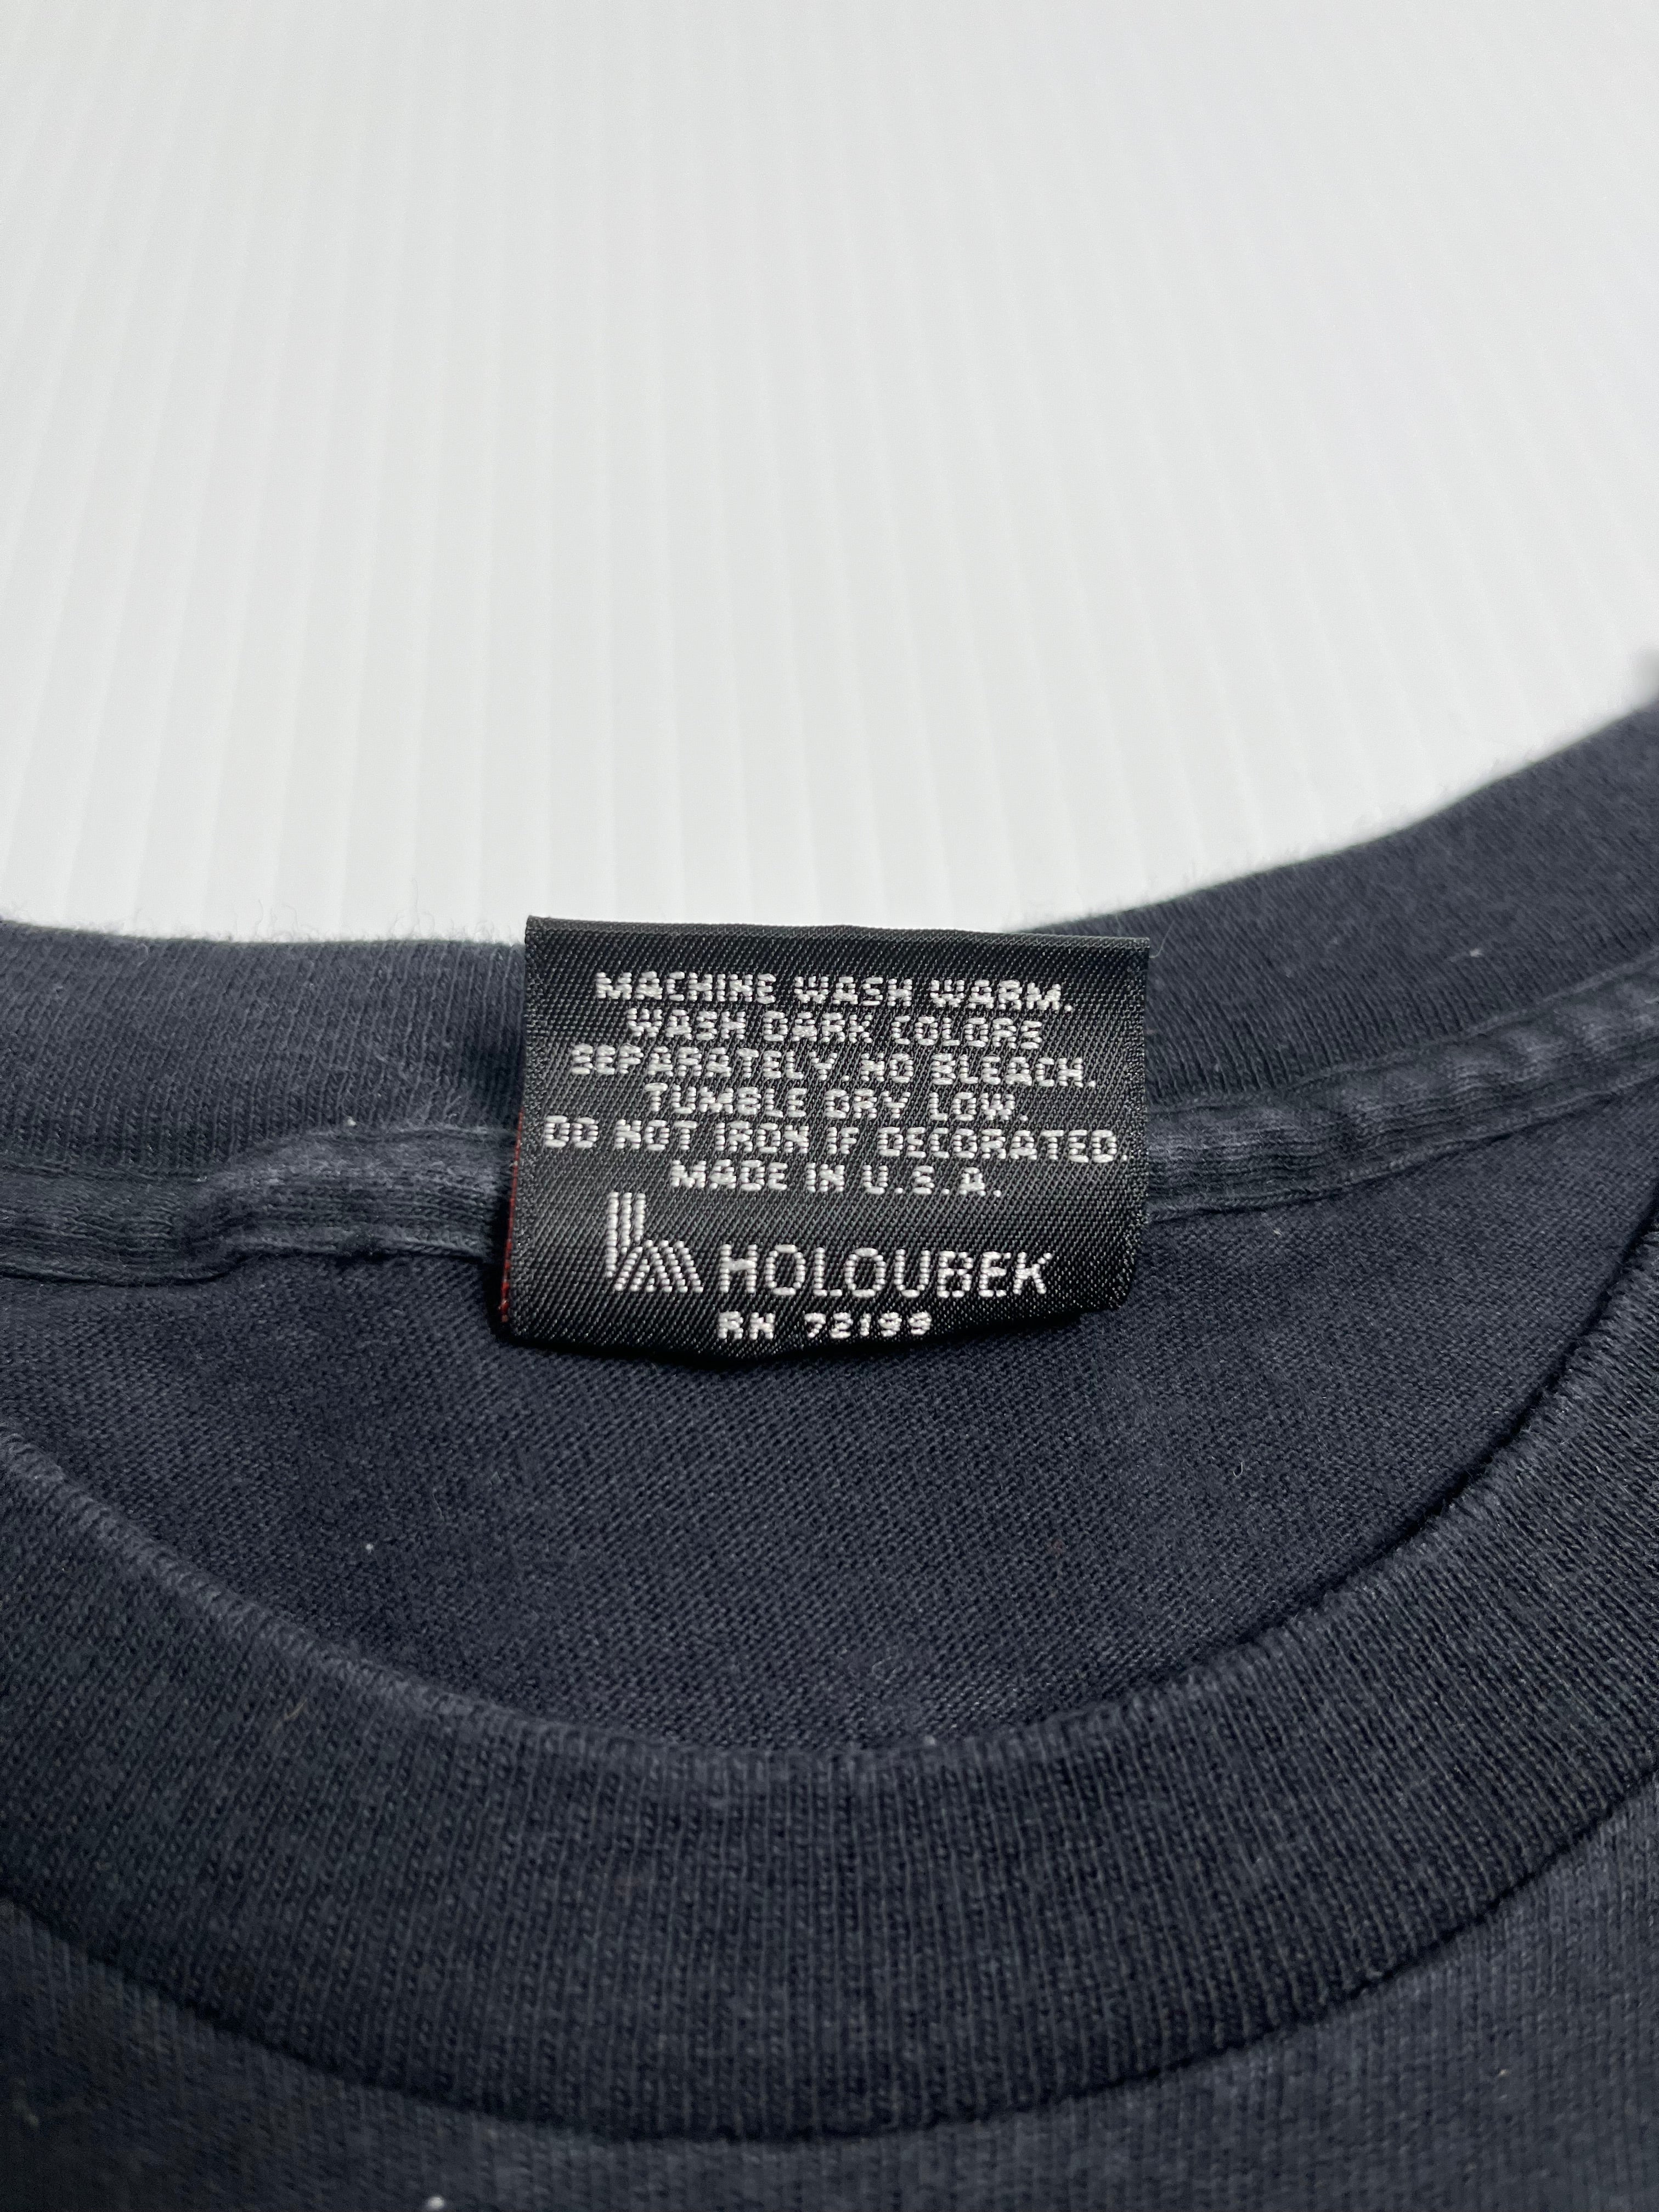 MACHINE WASH WARM.
WASH DARK COLORS
SEPARATELY. NO BLEACH.
TUMBLE DRY LOW.
DO NOT IRON IF DECORATED.
MADE IN U.S.A.
HOLOUBEK
RN 72199